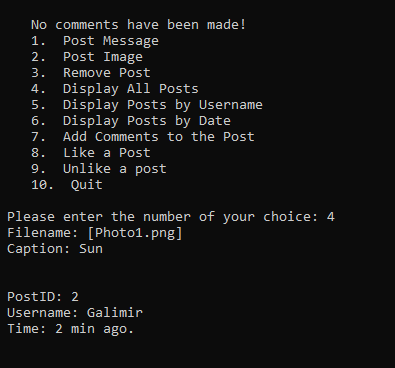 No comments have been made!
1. Post Message
2. Post Image
3. Remove Post
4. Display All Posts
5. Display Posts by Username
6. Display Posts by Date
7. Add Comments to the Post
8. Like a Post
9. Unlike a post
10. Quit
Please enter the number of your choice: 4
Filename: [Photo1.png]
Caption: Sun
PostID: 2
Username: Galimir
Time: 2 min ago.